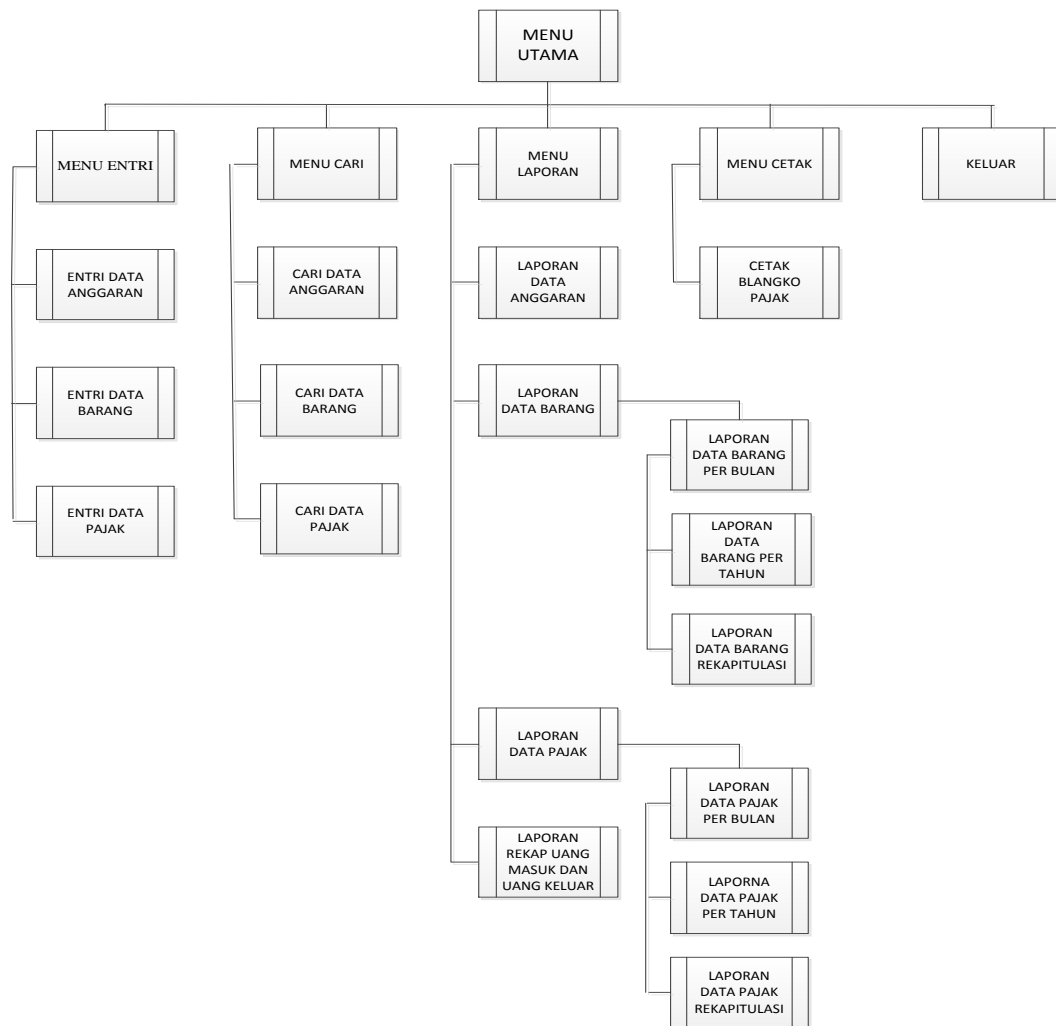 MENU
UTAMA
MENU ENTRI
MENU CARI
MENU
LAPORAN
MENU CETAK
KELUAR
ENTRI DATA
ANGGARAN
CARI DATA
ANGGARAN
LAPORAN
DATA
ANGGARAN
CETAK
BLANGKO
PAJAK
ENTRI DATA
BARANG
CARI DATA
BARANG
LAPORAN
DATA BARANG
LAPORAN
DATA BARANG
PER BULAN
ENTRI DATA
PAJAK
CARI DATA
PAJAK
LAPORAN
DATA
BARANG PER
TAHUN
LAPORAN
DATA BARANG
REKAPITULASI
LAPORAN
DATA PAJAK
LAPORAN
DATA PAJAK
PER BULAN
LAPORAN
REKAP UANG
MASUK DAN
UANG KELUAR
LAPORNA
DATA PAJAK
PER TAHUN
LAPORAN
DATA PAJAK
REKAPITULASI